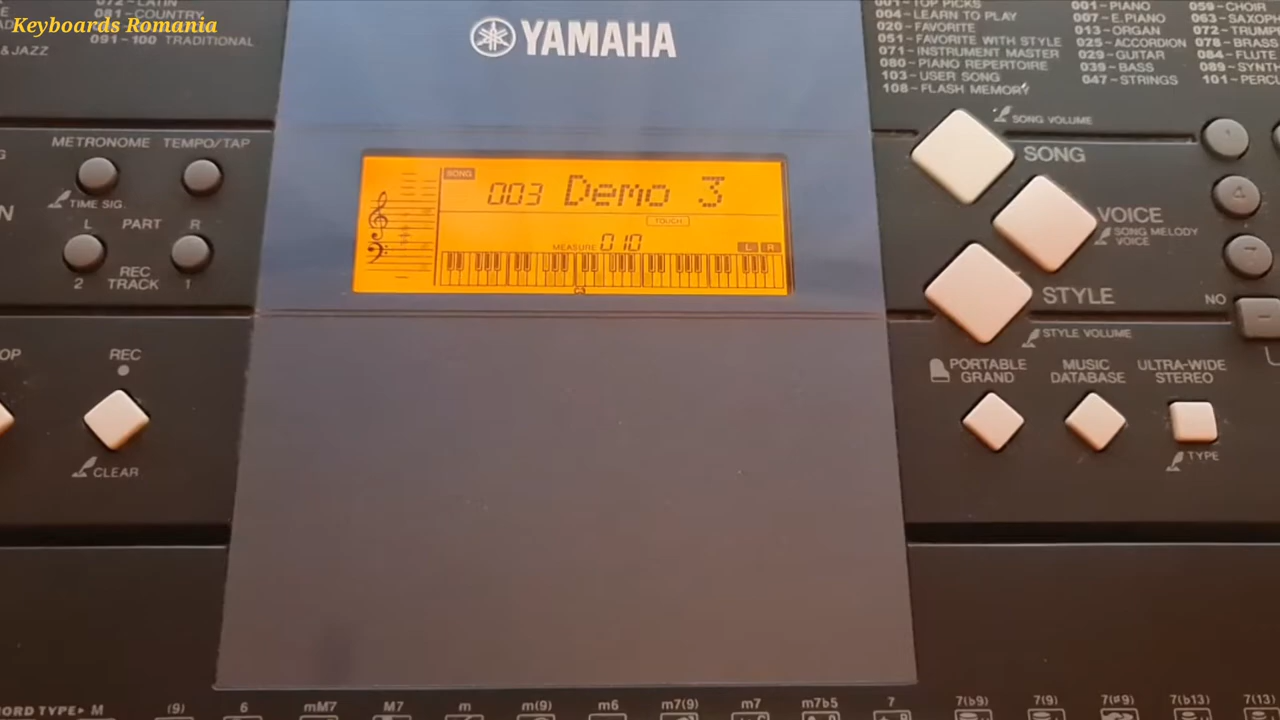 Keyboards Romania
081~COUNTRY
091~100 TRADITIONAL
&JAZZ
YAMAHA
001~TOP PICKS
004~LEARN TO PLAY
020~FAVORITE
051~FAVORITE WITH STYLE
071~INSTRUMENT MASTER
080~PIANO REPERTOIRE
103~USER SONG
108~FLASH MEMORY
001~PIANO
007~E.PIANO
013~ORGAN
025~ACCORDION
029~GUITAR
039~BASS
047~STRINGS
059~CHOIR
063~
072~
078~BRASS
084~FLUTE
089~SYNTH
101~
METRONOME TEMPO/TAP
TIME SIG.
L PART R
2 REC TRACK 1
SONG
003 Demo 3
TOUCH
MEASURE 010
L R
SONG VOLUME
SONG
VOICE
SONG MELODY
VOICE
STYLE
STYLE VOLUME
NO
REC
CLEAR
PORTABLE
GRAND
MUSIC
DATABASE
ULTRA-WIDE
STEREO
TYPE
TYPE▸ M (9) 6 mM7 M7 m m(9) m6 m7(9) m7 m7b5 7 7(b9) 7(9) 7(#9) 7(b13) 7(13)